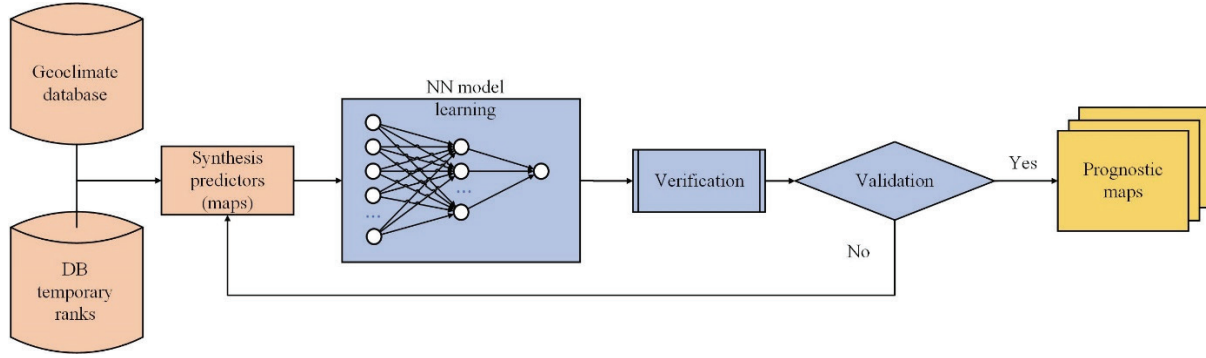 Geoclimate
database
DB
temporary
ranks
Synthesis
predictors
(maps)
NN model
learning
...
...
Verification
Validation
Yes
No
Prognostic
maps